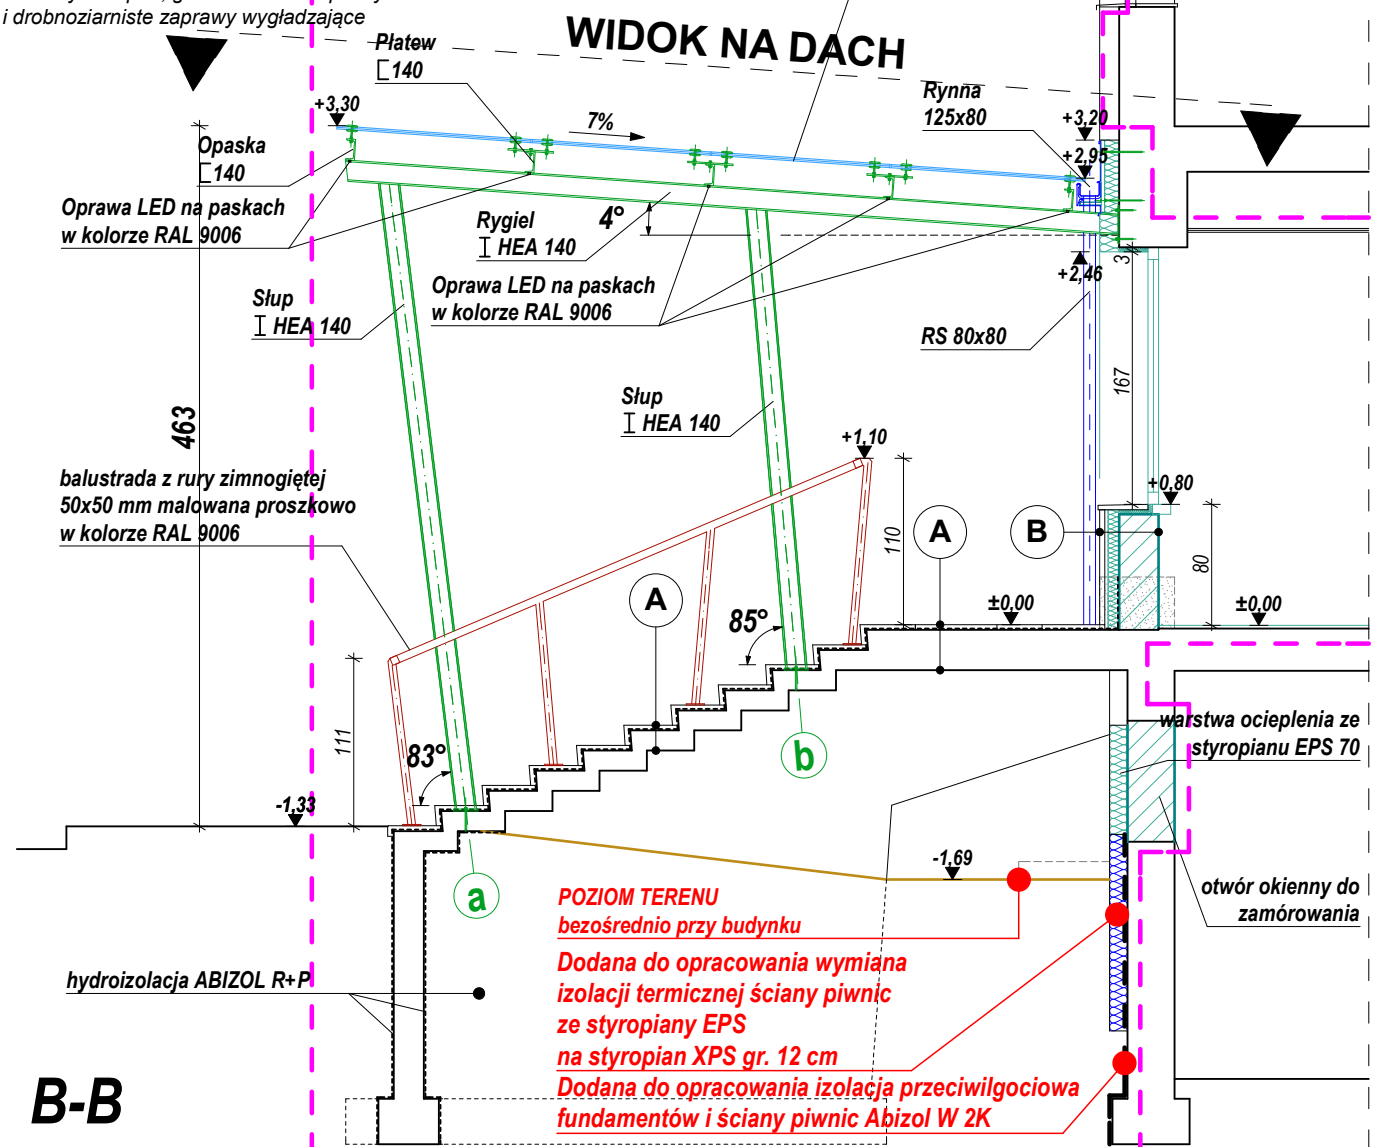 i drobnoziarniste zaprawy wygładzające
WIDOK NA DACH
Płatew
[140
Rynna
125x80
+3,30
7%
+3,20
+2,95
Opaska
[140
Oprawa LED na paskach
w kolorze RAL 9006
Rygiel
I HEA 140
4°
+2,46
3
Oprawa LED na paskach
w kolorze RAL 9006
Słup
I HEA 140
RS 80x80
167
Słup
I HEA 140
463
+1,10
balustrada z rury zimnogiętej
50x50 mm malowana proszkowo
w kolorze RAL 9006
+0,80
110
A
B
80
A
±0,00
±0,00
85°
111
83°
b
warstwa ocieplenia ze
styropianu EPS 70
-1,33
-1,69
a
POZIOM TERENU
bezośrednio przy budynku
otwór okienny do
zamórowania
Dodana do opracowania wymiana
izolacji termicznej ściany piwnic
ze styropiany EPS
na styropian XPS gr. 12 cm
hydroizolacja ABIZOL R+P
Dodana do opracowania izolacja przeciwilgociowa
fundamentów i ściany piwnic Abizol W 2K
B-B